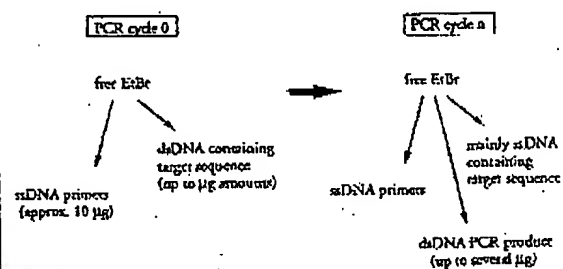 PCR cycle 0
free EtBr
dsDNA containing
target sequence
(up to µg amounts)
ssDNA primers
(approx. 10 µg)
PCR cycle n
free EtBr
mainly ssDNA
containing
target sequence
ssDNA primers
dsDNA PCR product
(up to several µg)